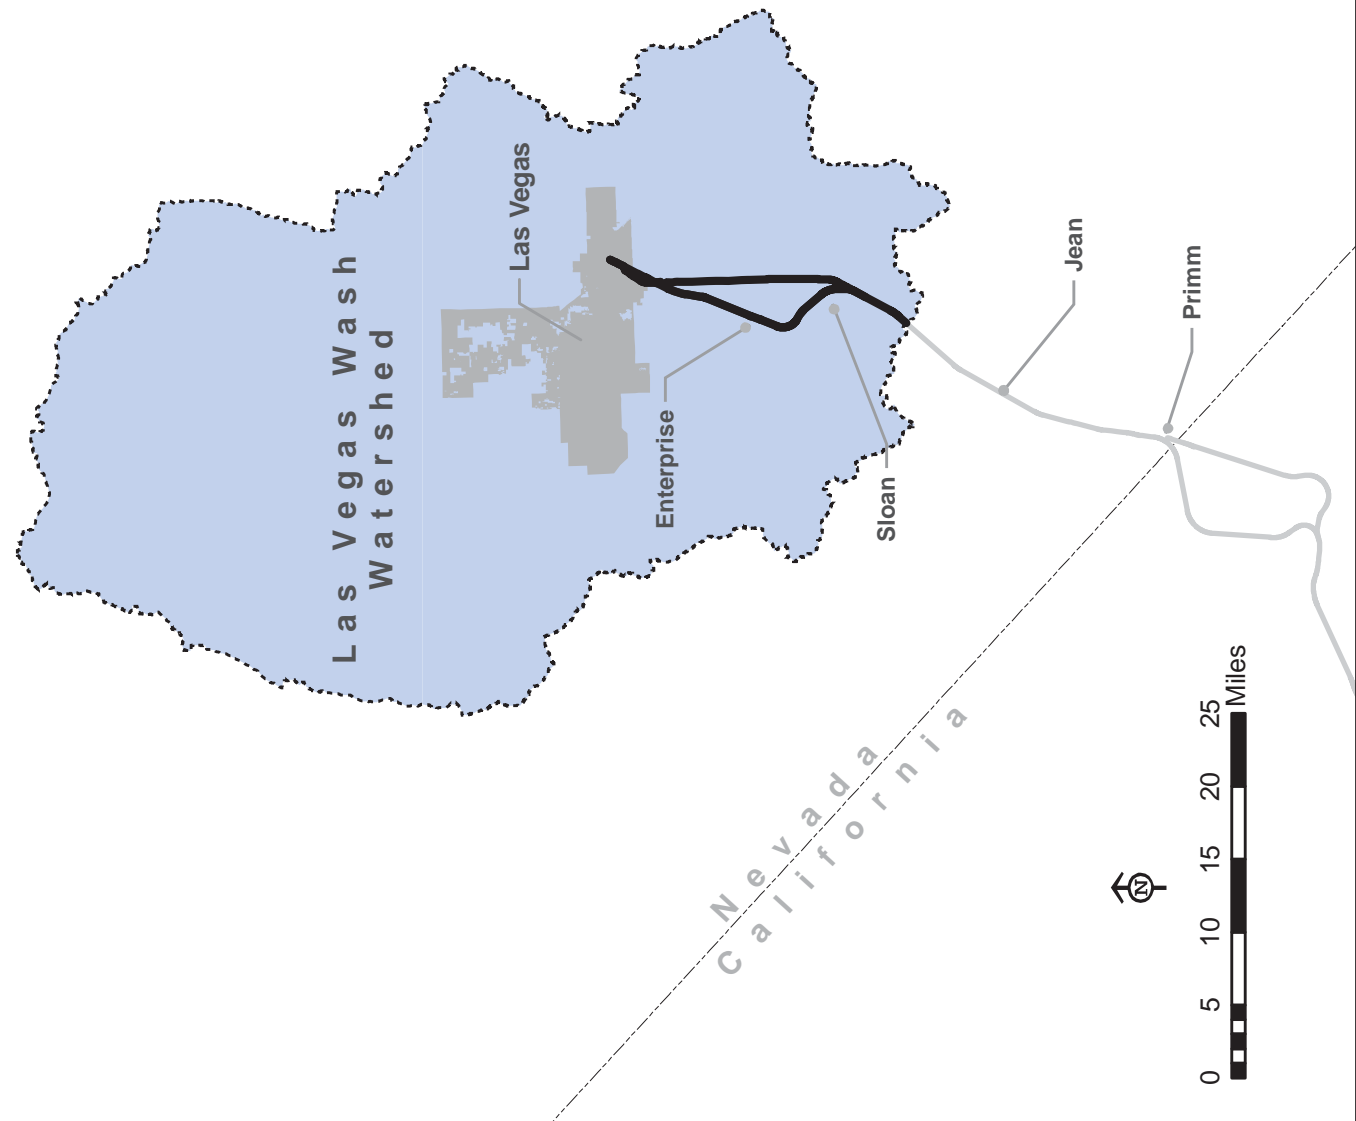 Las Vegas Wash
Watershed
Las Vegas
Enterprise
Sloan
Jean
Primm
Nevada
California
N
0 5 10 15 20 25
Miles